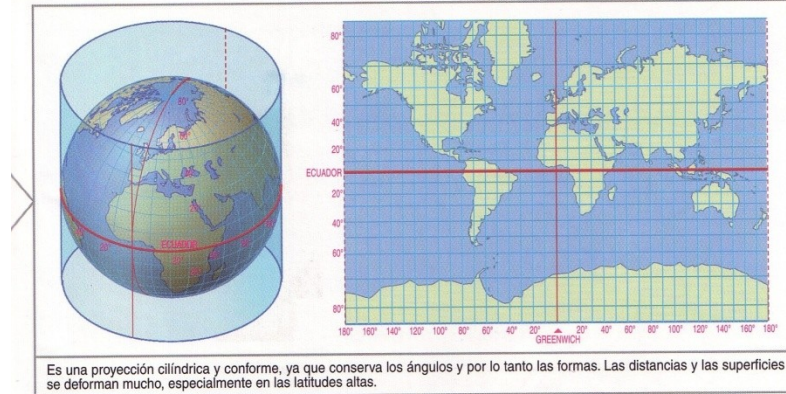 80°
60°
40°
20°
ECUADOR
20°
40°
60°
80°
180° 160° 140° 120° 100° 80° 60° 40° 20° 20° 40° 60° 80° 100° 120° 140° 160° 180°
GREENWICH
80°
ECUADOR
20°
Es una proyección cilíndrica y conforme, ya que conserva los ángulos y por lo tanto las formas. Las distancias y las superficies
se deforman mucho, especialmente en las latitudes altas.